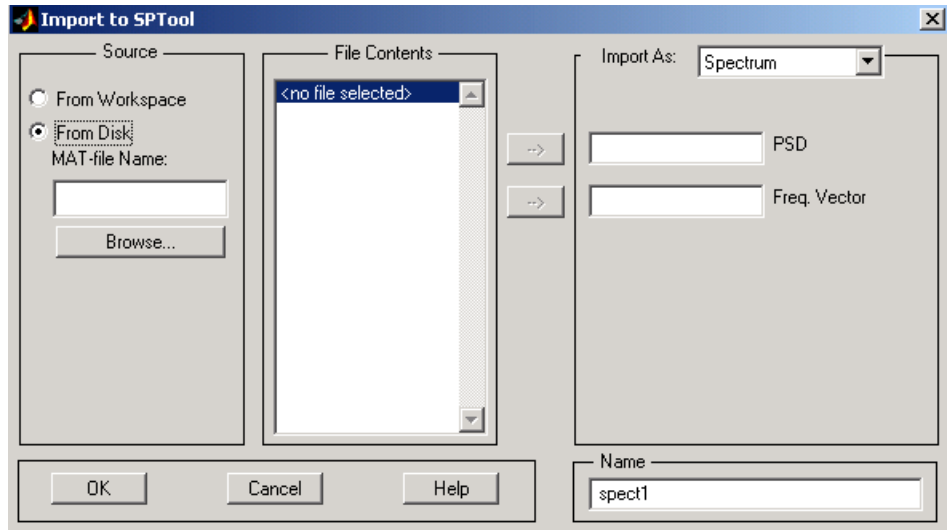 Import to SPTool
Source
From Workspace
From Disk
MAT-file Name:
Browse...
File Contents
<no file selected>
-->
-->
Import As:
Spectrum
PSD
Freq. Vector
OK
Cancel
Help
Name
spect1